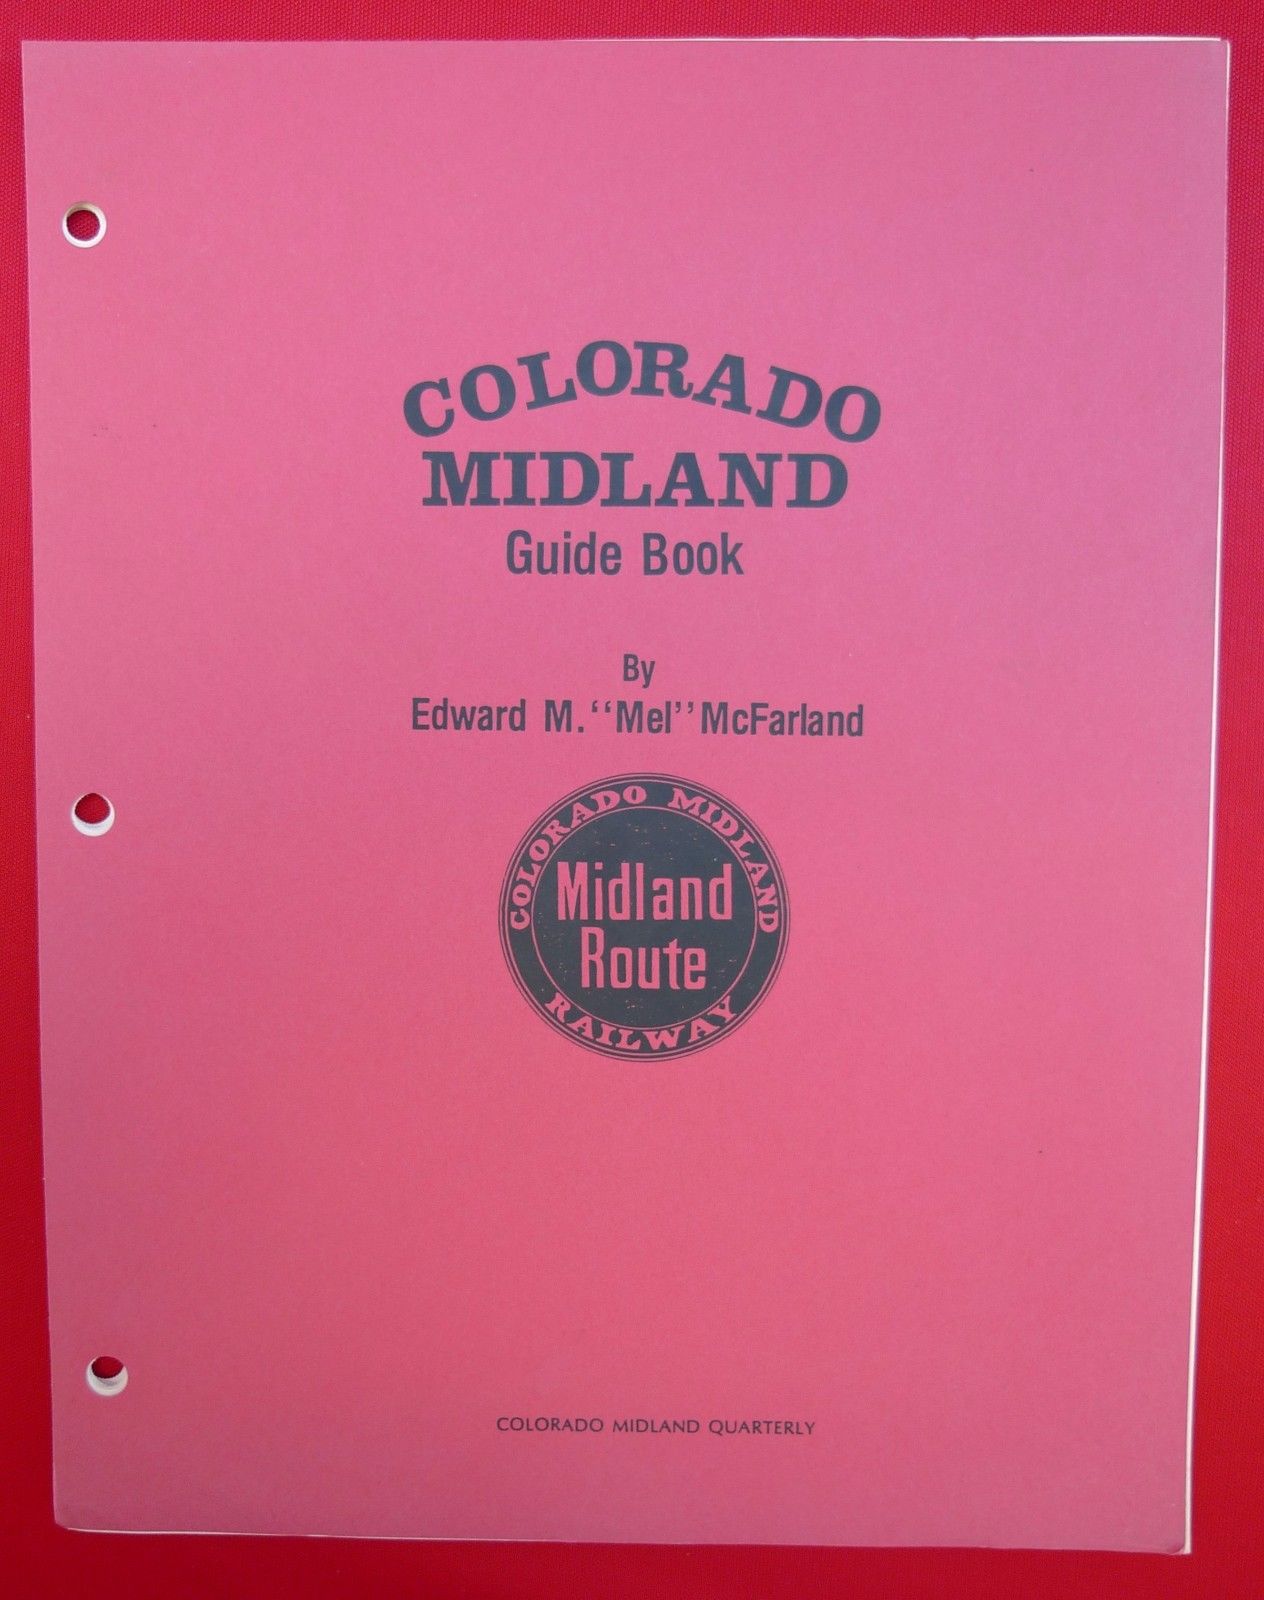 COLORADO
MIDLAND
Guide Book
By
Edward M. "Mel" McFarland
COLORADO MIDLAND
Midland
Route
RAILWAY
COLORADO MIDLAND QUARTERLY